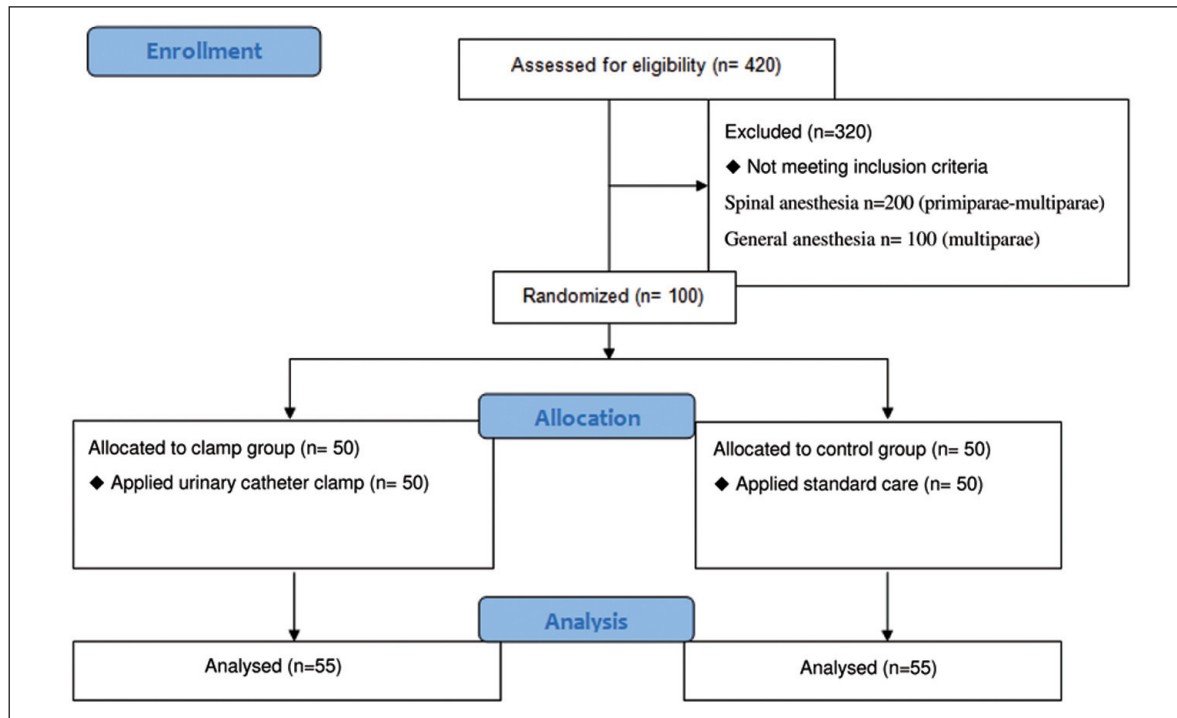 Enrollment
Assessed for eligibility (n= 420)
Excluded (n=320)
◆ Not meeting inclusion criteria
Spinal anesthesia n=200 (primiparae-multiparae)
General anesthesia n= 100 (multiparae)
Randomized (n= 100)
Allocation
Allocated to clamp group (n= 50)
◆ Applied urinary catheter clamp (n= 50)
Allocated to control group (n= 50)
◆ Applied standard care (n= 50)
Analysis
Analysed (n=55)
Analysed (n=55)